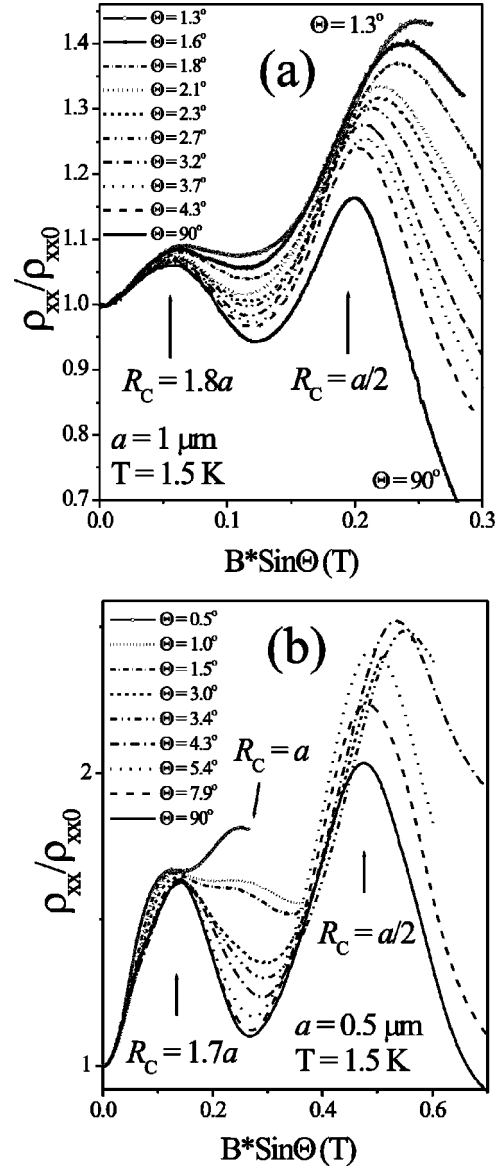 (a)
ρxx/ρxx0
1.4
1.3
1.2
1.1
1.0
0.9
0.8
0.7
Θ=1.3°
Θ=1.6°
Θ=1.8°
Θ=2.1°
Θ=2.3°
Θ=2.7°
Θ=3.2°
Θ=3.7°
Θ=4.3°
Θ=90°
Θ=1.3°
RC = 1.8a
RC = a/2
a = 1 μm
T = 1.5 K
Θ=90°
0.0 0.1 0.2 0.3
B*SinΘ (T)
(b)
ρxx/ρxx0
2
1
Θ=0.5°
Θ=1.0°
Θ=1.5°
Θ=3.0°
Θ=3.4°
Θ=4.3°
Θ=5.4°
Θ=7.9°
Θ=90°
RC = a
RC = a/2
RC = 1.7a
a = 0.5 μm
T = 1.5 K
0.0 0.2 0.4 0.6
B*SinΘ (T)